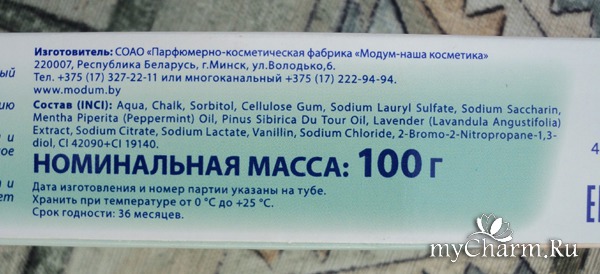 Изготовитель: СОАО «Парфюмерно-косметическая фабрика «Модум-наша косметика»
220007, Республика Беларусь, г.Минск, ул.Володько,6.
Тел. +375 (17) 327-22-11 или многоканальный +375 (17) 222-94-94.
www.modum.by
Состав (INCI): Aqua, Chalk, Sorbitol, Cellulose Gum, Sodium Lauryl Sulfate, Sodium Saccharin,
Mentha Piperita (Peppermint) Oil, Pinus Sibirica Du Tour Oil, Lavender (Lavandula Angustifolia)
Extract, Sodium Citrate, Sodium Lactate, Vanillin, Sodium Chloride, 2-Bromo-2-Nitropropane-1,3-
diol, CI 42090+CI 19140.
НОМИНАЛЬНАЯ МАССА: 100 г
Дата изготовления и номер партии указаны на тубе.
Хранить при температуре от 0 °C до +25 °C.
Срок годности: 36 месяцев.
myCharm.Ru